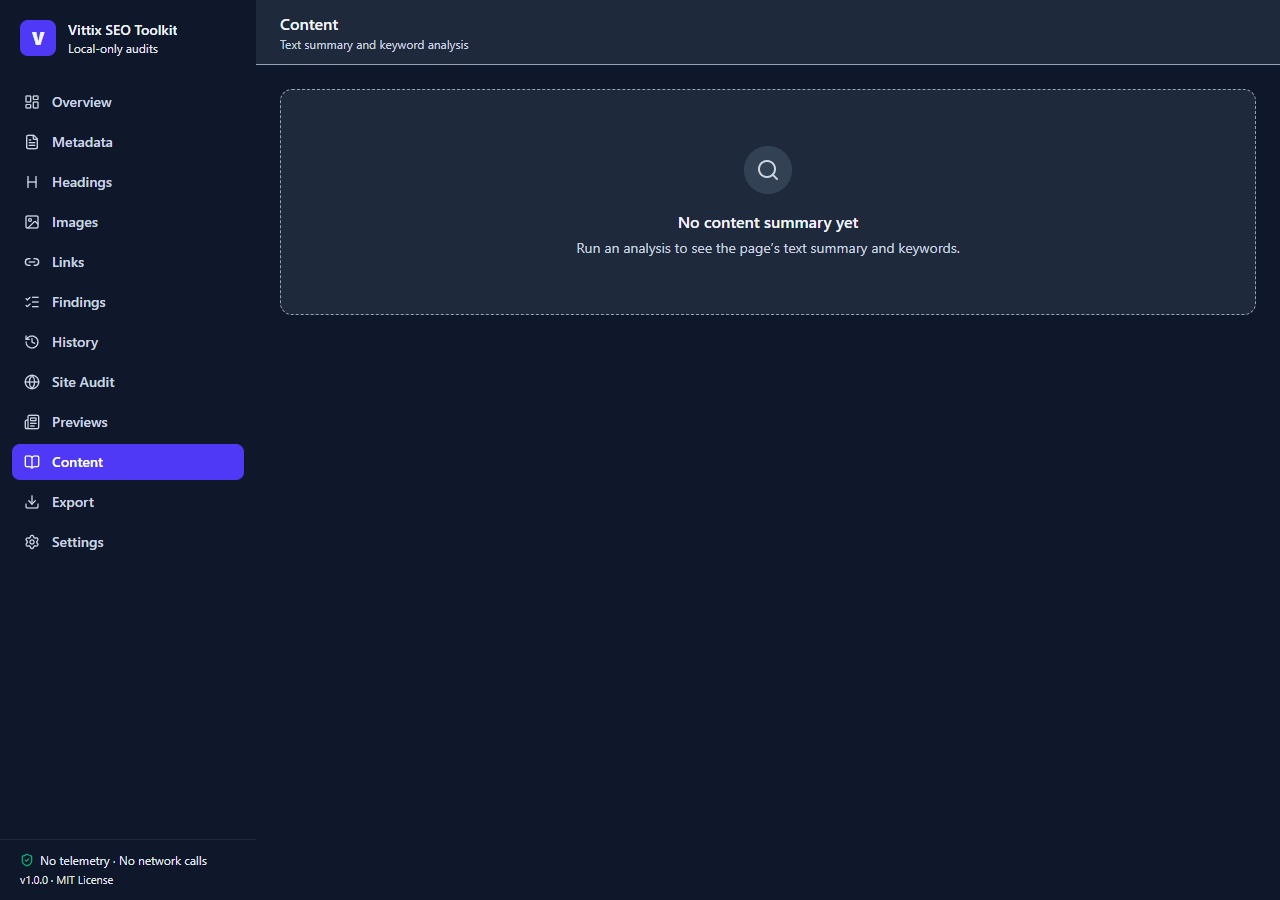 V
Vittix SEO Toolkit
Local-only audits
Overview
Metadata
Headings
Images
Links
Findings
History
Site Audit
Previews
Content
Export
Settings
No telemetry · No network calls
v1.0.0 · MIT License
Content
Text summary and keyword analysis
No content summary yet
Run an analysis to see the page's text summary and keywords.